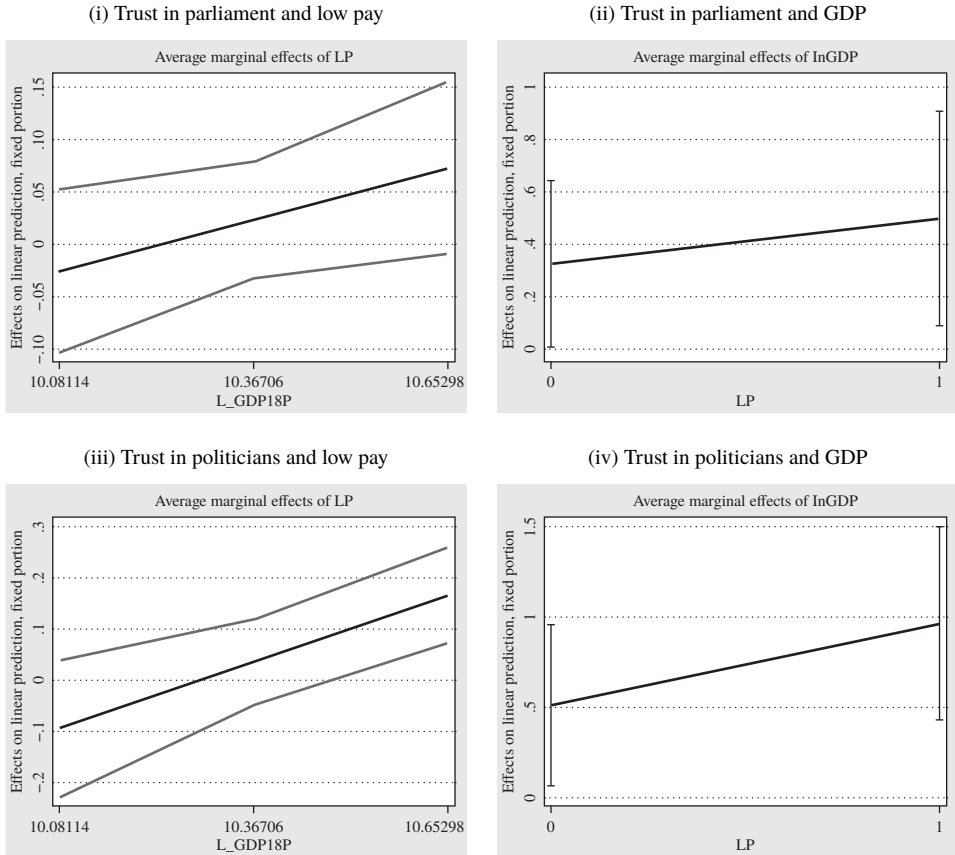 (i) Trust in parliament and low pay
Average marginal effects of LP
Effects on linear prediction, fixed portion
.15
.10
.05
0
−.05
−.10
10.08114 10.36706 10.65298
L_GDP18P
(ii) Trust in parliament and GDP
Average marginal effects of InGDP
Effects on linear prediction, fixed portion
1
.8
.6
.4
.2
0
0 1
LP
(iii) Trust in politicians and low pay
Average marginal effects of LP
Effects on linear prediction, fixed portion
.3
.2
.1
0
−.1
−.2
10.08114 10.36706 10.65298
L_GDP18P
(iv) Trust in politicians and GDP
Average marginal effects of InGDP
Effects on linear prediction, fixed portion
1.5
1
.5
0
0 1
LP